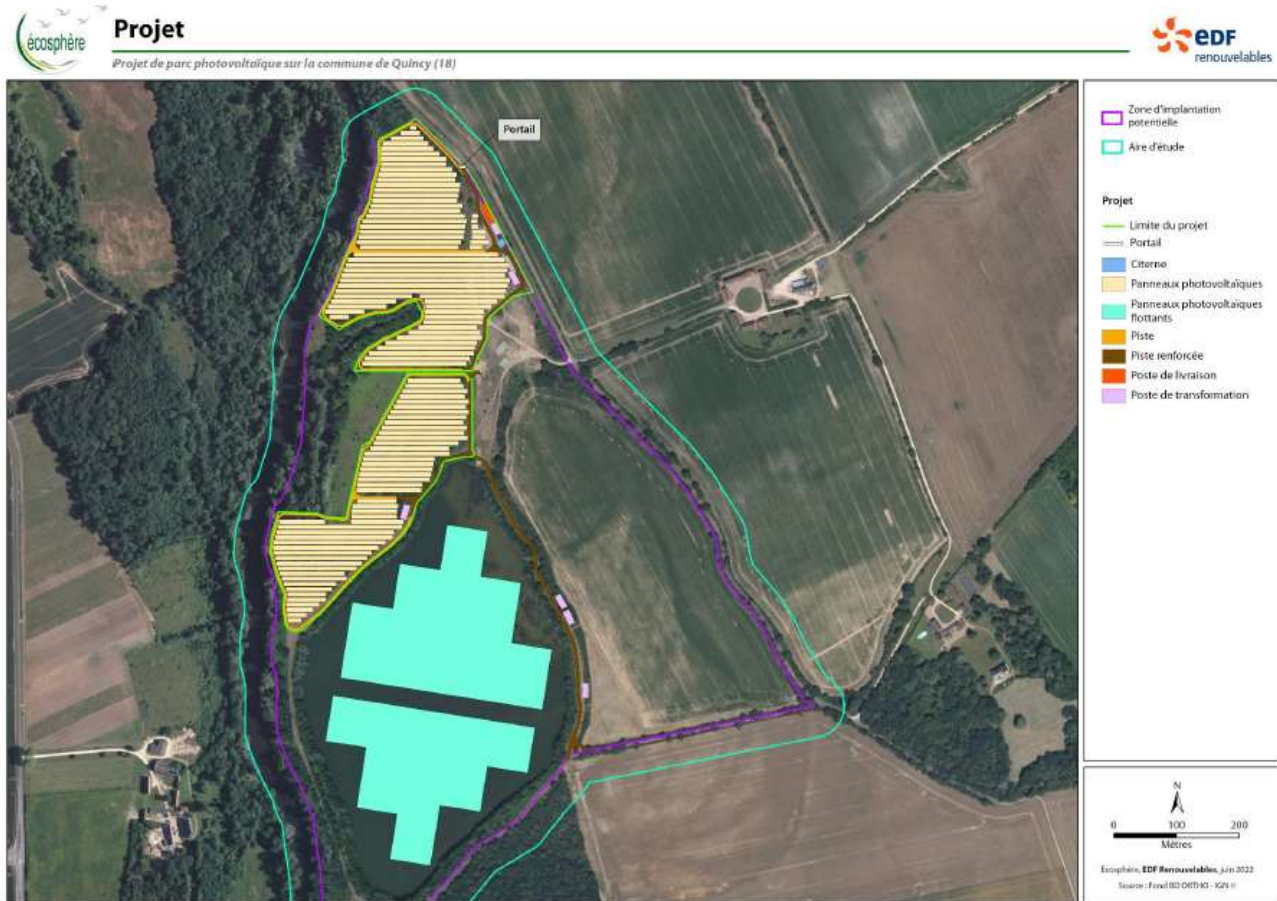 écosphère
Projet
Projet de parc photovoltaïque sur la commune de Quincy (18)
edf
renouvelables
Portail
Zone d'implantation
potentielle
Aire d'étude
Projet
Limite du projet
Portail
Citerne
Panneaux photovoltaïques
Panneaux photovoltaïques
flottants
Piste
Piste renforcée
Poste de livraison
Poste de transformation
N
0 100 200
Mètres
Ecosphère, EDF Renouvelables, juin 2022
Source : Fond BD ORTHO - IGN ©